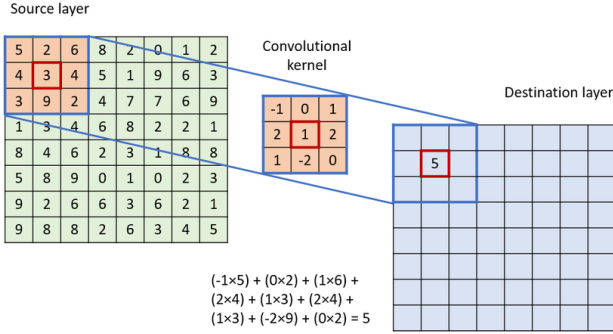 Source layer
5 2 6 8 2 0 1 2
4 3 4 5 1 9 6 3
3 9 2 4 7 7 6 9
1 3 4 6 8 2 2 1
8 4 6 2 3 1 8 8
5 8 9 0 1 0 2 3
9 2 6 6 3 6 2 1
9 8 8 2 6 3 4 5
Convolutional
kernel
-1 0 1
2 1 2
1 -2 0
Destination layer
5
(-1×5) + (0×2) + (1×6) +
(2×4) + (1×3) + (2×4) +
(1×3) + (-2×9) + (0×2) = 5